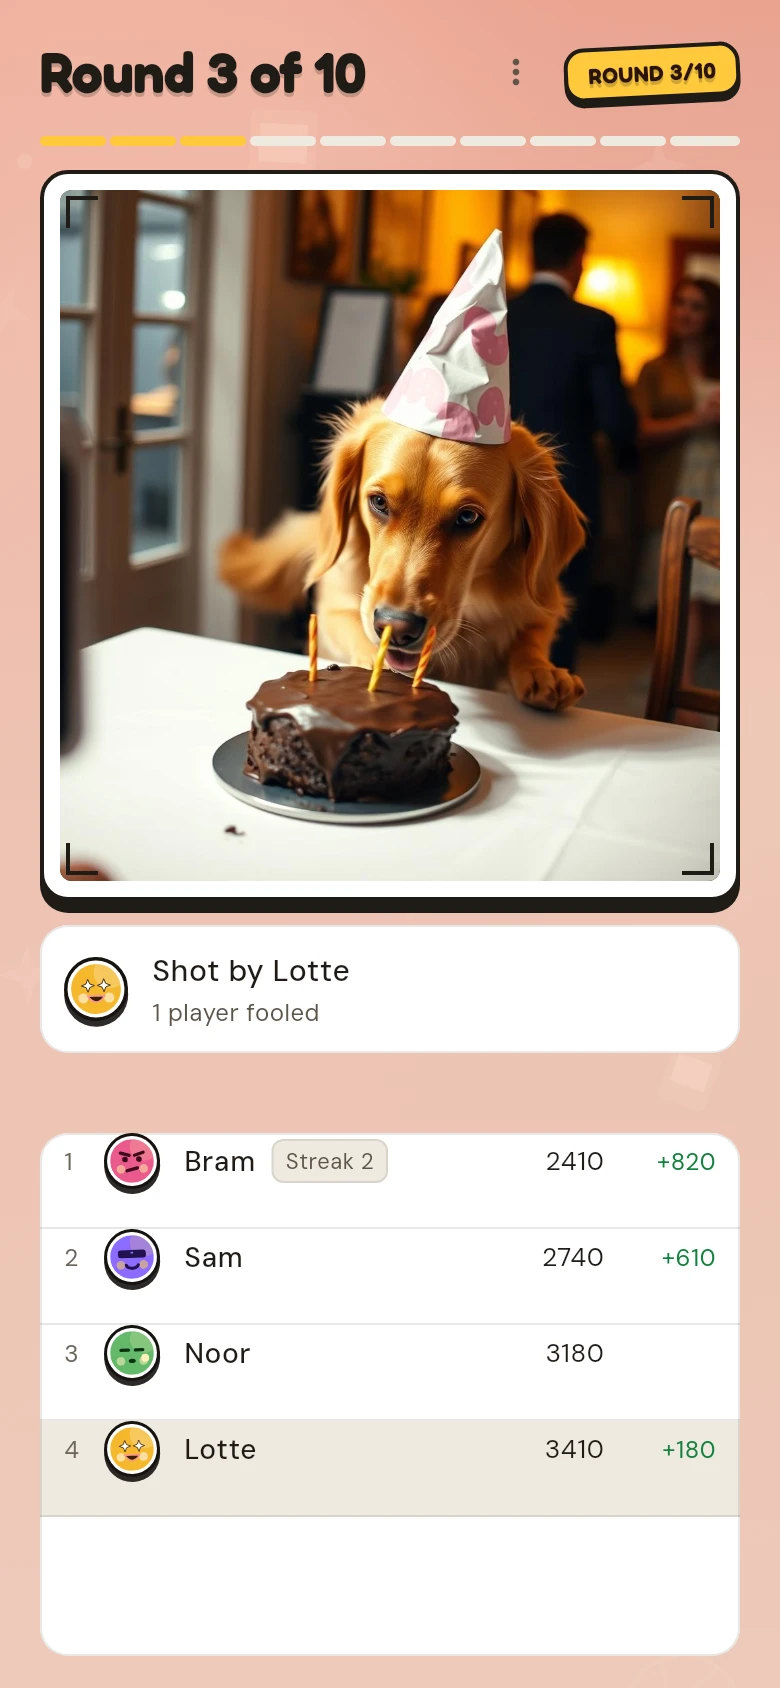 Round 3 of 10
ROUND 3/10
Shot by Lotte
1 player fooled
1 Bram Streak 2 2410 +820
2 Sam 2740 +610
3 Noor 3180
4 Lotte 3410 +180